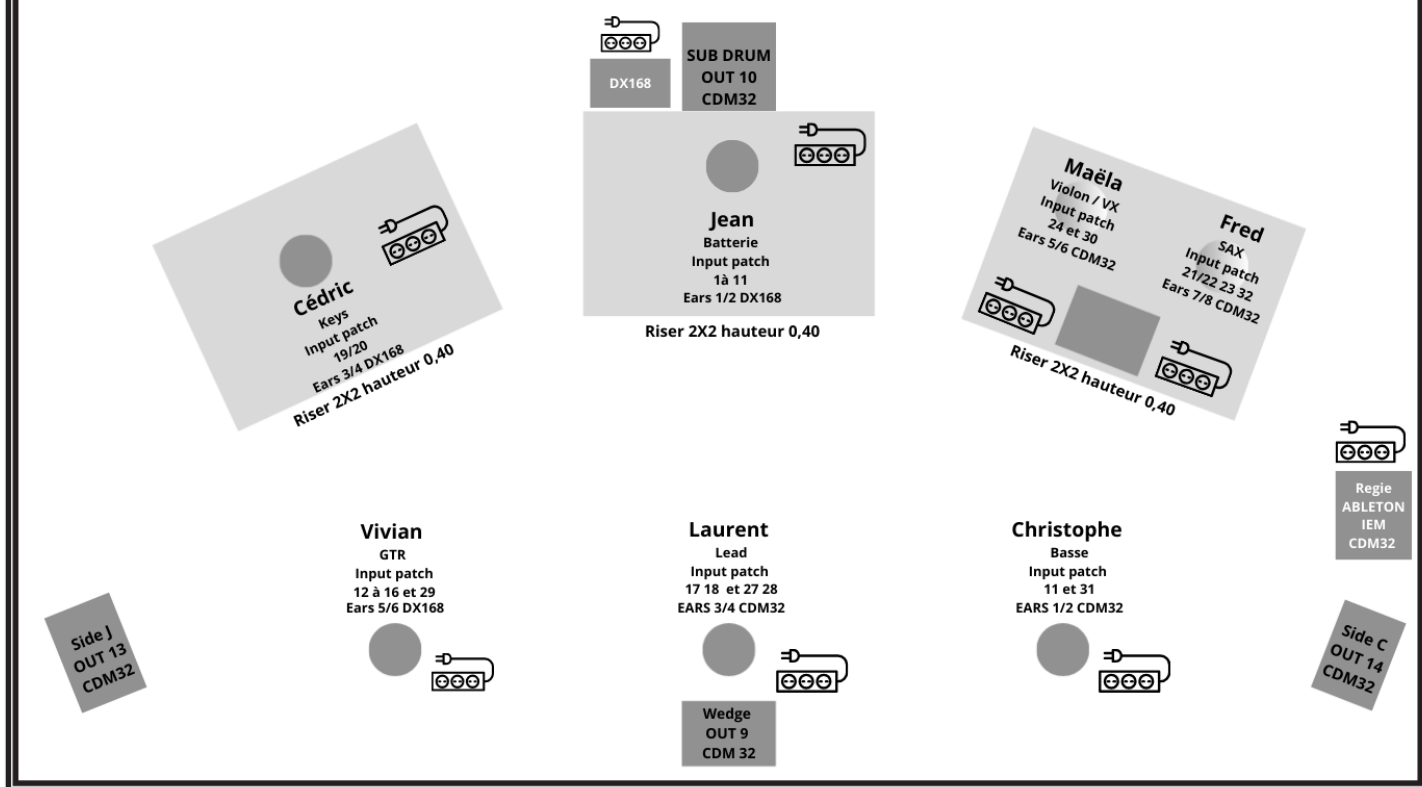 SUB DRUM
OUT 10
CDM32
DX168
Jean
Batterie
Input patch
1à 11
Ears 1/2 DX168
Riser 2X2 hauteur 0,40
Cédric
Keys
Input patch
19/20
Ears 3/4 DX168
Riser 2X2 hauteur 0,40
Maëla
Violon / VX
Input patch
24 et 30
Ears 5/6 CDM32
Fred
SAX
Input patch
21/22 23 32
Ears 7/8 CDM32
Riser 2X2 hauteur 0,40
Regie
ABLETON
IEM
CDM32
Vivian
GTR
Input patch
12 à 16 et 29
Ears 5/6 DX168
Laurent
Lead
Input patch
17 18 et 27 28
EARS 3/4 CDM32
Christophe
Basse
Input patch
11 et 31
EARS 1/2 CDM32
Side J
OUT 13
CDM32
Side C
OUT 14
CDM32
Wedge
OUT 9
CDM 32